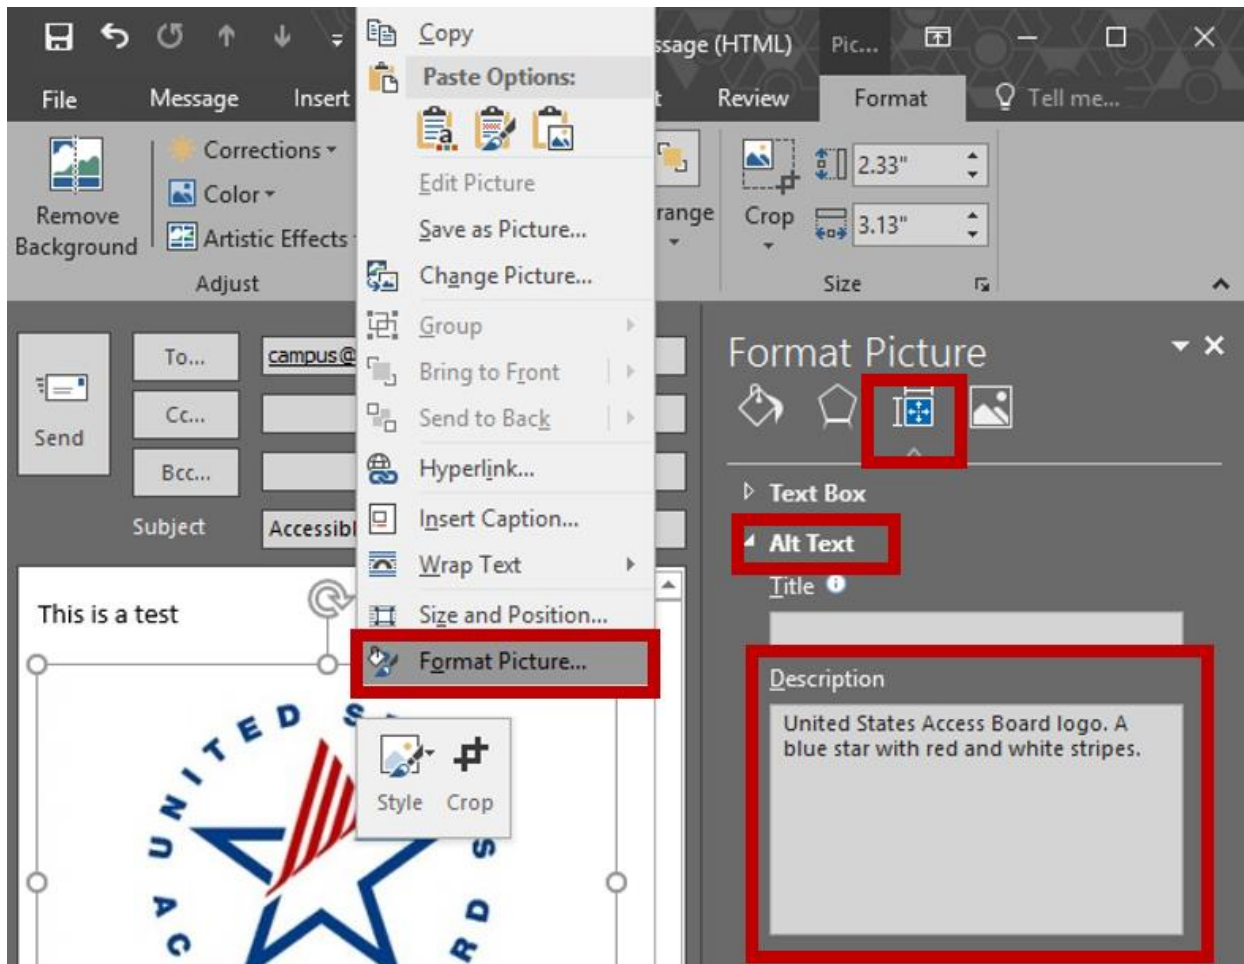 ssage (HTML)
Pic...
File
Message
Insert
t
Review
Format
Tell me...
Remove
Background
Corrections
Color
Artistic Effects
Adjust
range
Crop
2.33"
3.13"
Size
Copy
Paste Options:
Edit Picture
Save as Picture...
Change Picture...
Group
Bring to Front
Send to Back
Hyperlink...
Insert Caption...
Wrap Text
Size and Position...
Format Picture...
Style
Crop
Send
To...
campus@
Cc...
Bcc...
Subject
Accessibl
This is a test
UNITED S
AC
RD S
Format Picture
Text Box
Alt Text
Title
Description
United States Access Board logo. A
blue star with red and white stripes.